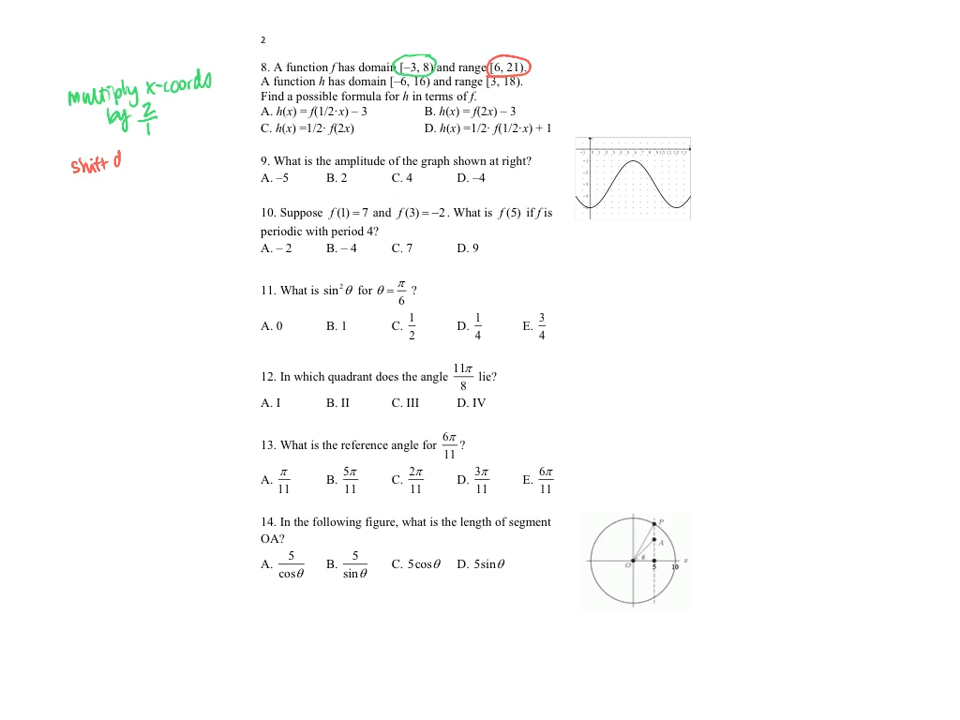 2
8. A function f has domain [–3, 8) and range [6, 21).
A function h has domain [–6, 16) and range [3, 18).
Find a possible formula for h in terms of f.
A. h(x) = f(1/2·x) – 3 B. h(x) = f(2x) – 3
C. h(x) =1/2· f(2x) D. h(x) =1/2· f(1/2·x) + 1
multiply x-coords
by 2/1
shift d
9. What is the amplitude of the graph shown at right?
A. –5 B. 2 C. 4 D. –4
10. Suppose f(1) = 7 and f(3) = −2. What is f(5) if f is
periodic with period 4?
A. – 2 B. – 4 C. 7 D. 9
11. What is sin² θ for θ = π/6 ?
A. 0 B. 1 C. 1/2 D. 1/4 E. 3/4
12. In which quadrant does the angle 11π/8 lie?
A. I B. II C. III D. IV
13. What is the reference angle for 6π/11 ?
A. π/11 B. 5π/11 C. 2π/11 D. 3π/11 E. 6π/11
14. In the following figure, what is the length of segment
OA?
A. 5/cos θ B. 5/sin θ C. 5cos θ D. 5sin θ
P
A
θ
O 5 10 x